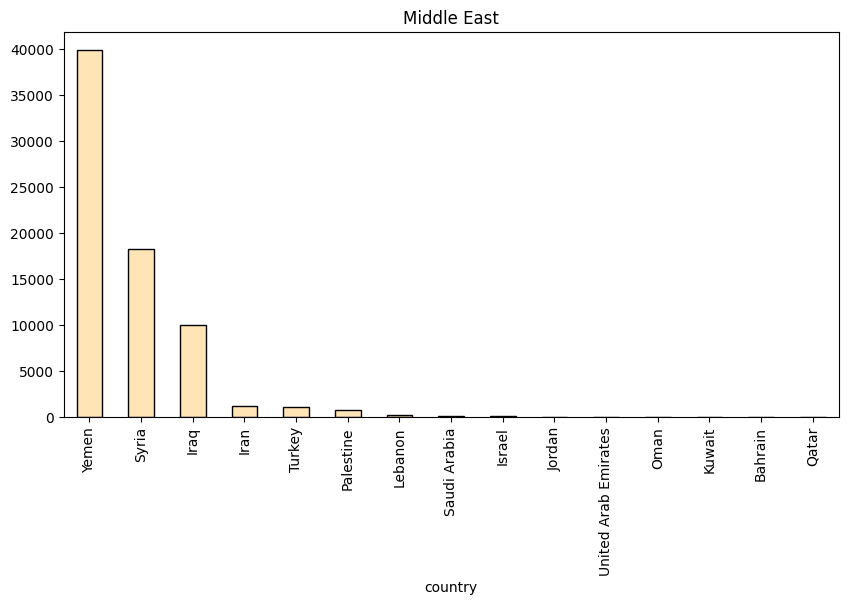 Middle East
40000
35000
30000
25000
20000
15000
10000
5000
0
Yemen
Syria
Iraq
Iran
Turkey
Palestine
Lebanon
Saudi Arabia
Israel
Jordan
United Arab Emirates
Oman
Kuwait
Bahrain
Qatar
country